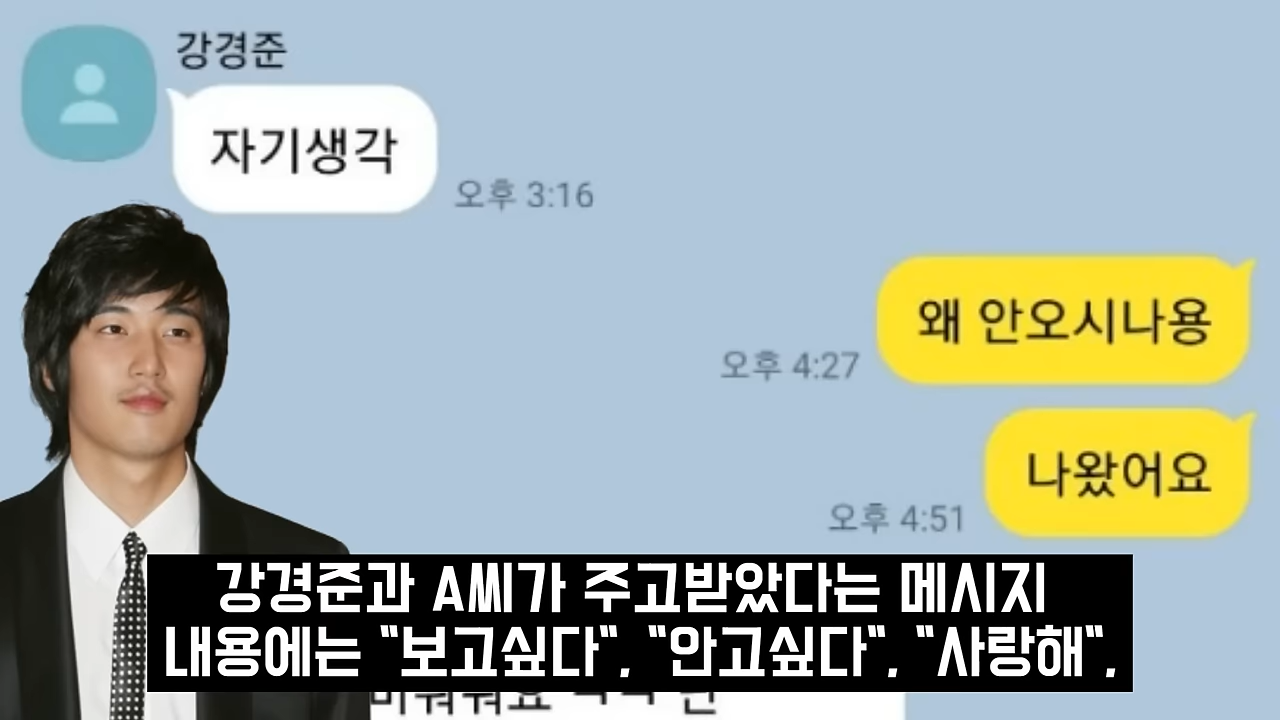 강경준
자기생각
오후 3:16
왜 안오시나용
오후 4:27
나왔어요
오후 4:51
강경준과 A씨가 주고받았다는 메시지
내용에는 "보고싶다", "안고싶다", "사랑해",